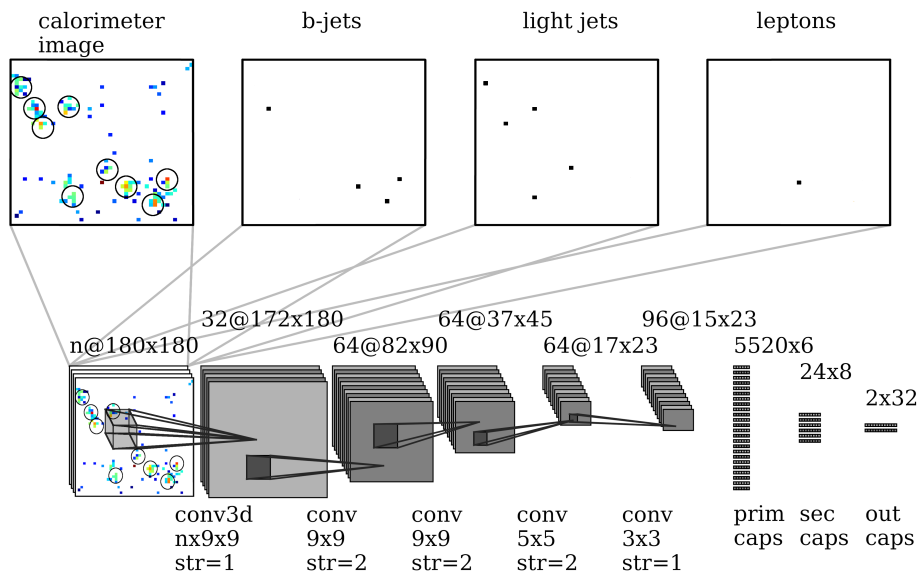 calorimeter
image
b-jets
light jets
leptons
32@172x180
64@37x45
96@15x23
n@180x180
64@82x90
64@17x23
5520x6
24x8
2x32
conv3d
nx9x9
str=1
conv
9x9
str=2
conv
9x9
str=2
conv
5x5
str=2
conv
3x3
str=1
prim
caps
sec
caps
out
caps